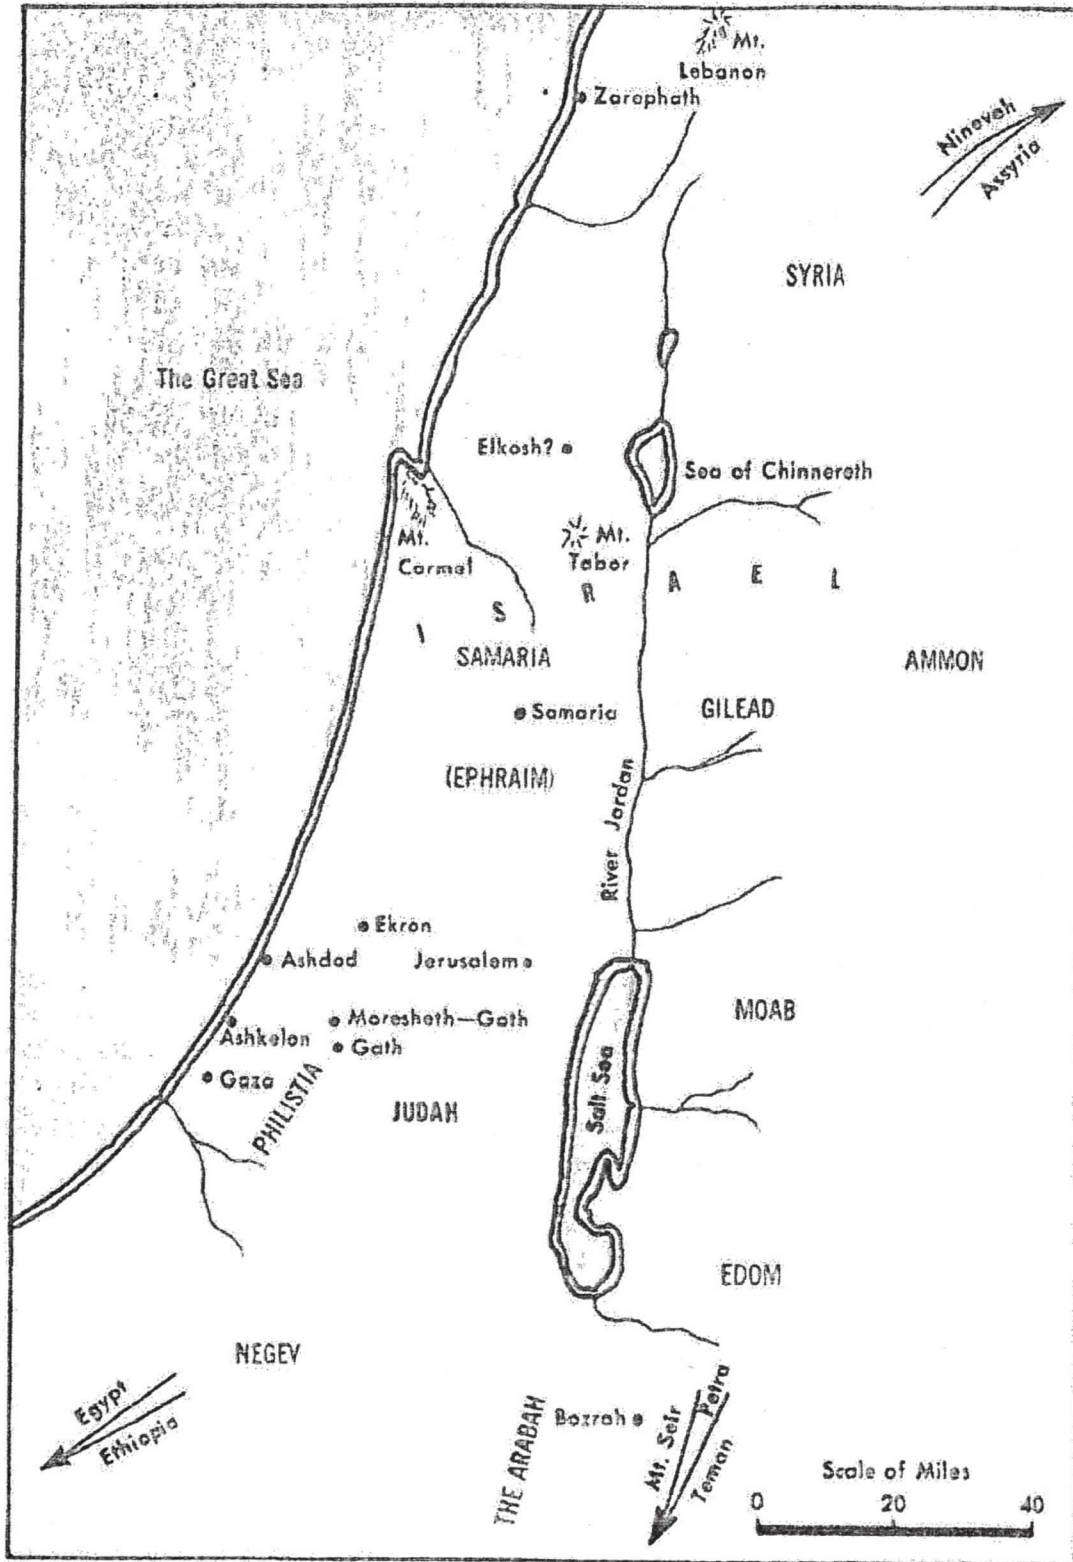 Mt.
Lebanon
Zarephath
Ninevah
Assyria
SYRIA
The Great Sea
Elkosh?
Sea of Chinnereth
Mt.
Carmel
Mt.
Tabor
I S R A E L
SAMARIA
AMMON
Samaria
GILEAD
(EPHRAIM)
River Jordan
Ekron
Ashdod
Jerusalem
Moresheth—Gath
Ashkelon
Gath
Gaza
PHILISTIA
JUDAH
MOAB
Salt Sea
EDOM
NEGEV
Egypt
Ethiopia
THE ARABAH
Bozrah
Mt. Seir
Petra
Teman
Scale of Miles
0 20 40